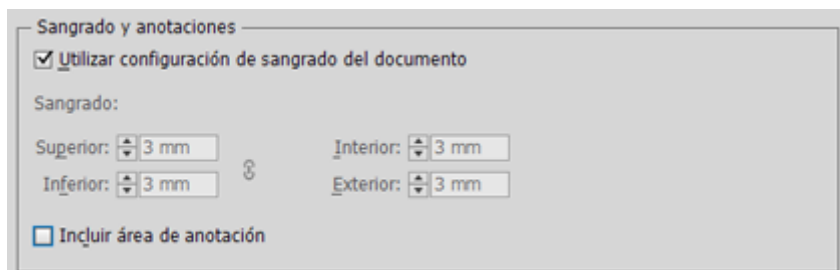 Sangrado y anotaciones
Utilizar configuración de sangrado del documento
Sangrado:
Superior: 3 mm Interior: 3 mm
Inferior: 3 mm Exterior: 3 mm
Incluir área de anotación